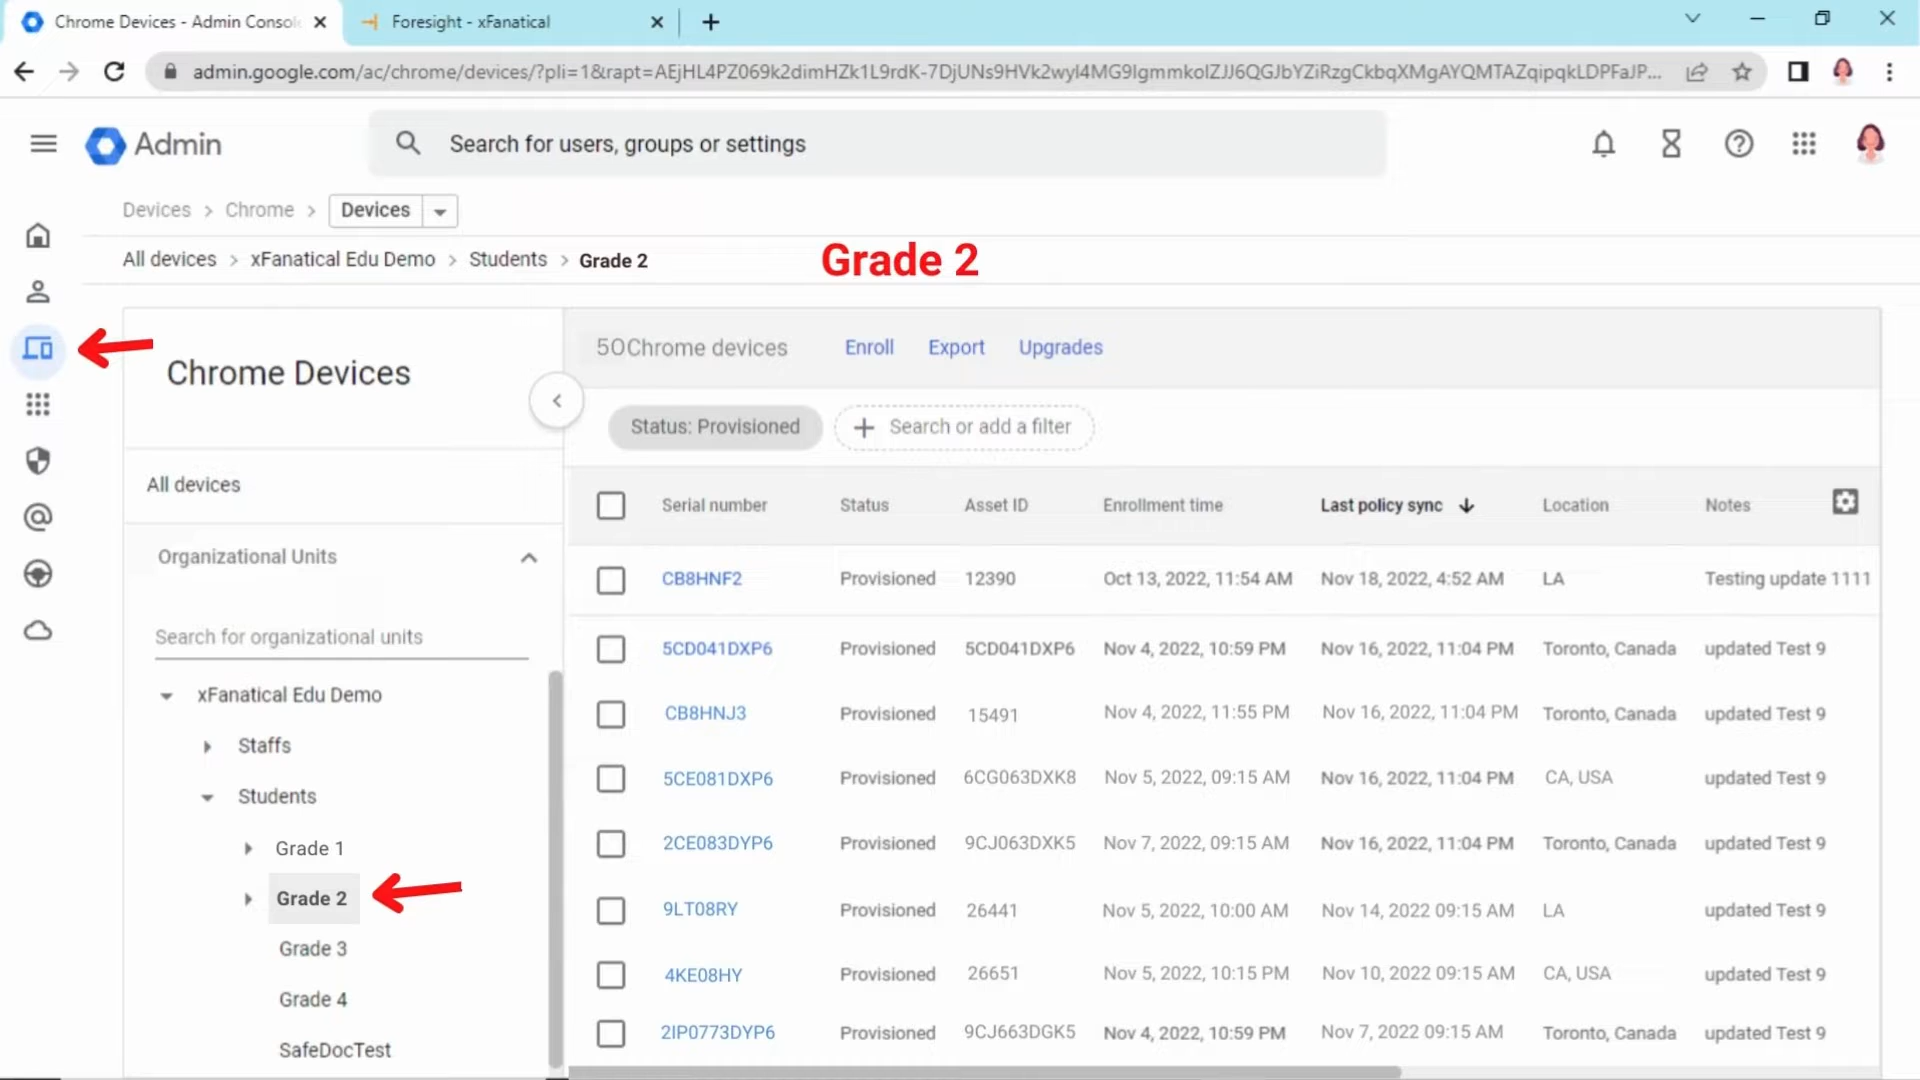 Chrome Devices - Admin Consol
Foresight - xFanatical
admin.google.com/ac/chrome/devices/?pli=1&rapt=AEjHL4PZ069k2dimHZk1L9rdK-7DjUNs9HVk2wyl4MG9IgmmkolZJJ6QGJbYZiRzgCkbqXMgAYQMTAZqipqkLDPFaJP...
Admin
Search for users, groups or settings
Devices > Chrome > Devices
All devices > xFanatical Edu Demo > Students > Grade 2
Grade 2
Chrome Devices
50Chrome devices Enroll Export Upgrades
Status: Provisioned
Search or add a filter
All devices
Organizational Units
Search for organizational units
xFanatical Edu Demo
Staffs
Students
Grade 1
Grade 2
Grade 3
Grade 4
SafeDocTest
Serial number Status Asset ID Enrollment time Last policy sync Location Notes
CB8HNF2 Provisioned 12390 Oct 13, 2022, 11:54 AM Nov 18, 2022, 4:52 AM LA Testing update 1111
5CD041DXP6 Provisioned 5CD041DXP6 Nov 4, 2022, 10:59 PM Nov 16, 2022, 11:04 PM Toronto, Canada updated Test 9
CB8HNJ3 Provisioned 15491 Nov 4, 2022, 11:55 PM Nov 16, 2022, 11:04 PM Toronto, Canada updated Test 9
5CE081DXP6 Provisioned 6CG063DXK8 Nov 5, 2022, 09:15 AM Nov 16, 2022, 11:04 PM CA, USA updated Test 9
2CE083DYP6 Provisioned 9CJ063DXK5 Nov 7, 2022, 09:15 AM Nov 16, 2022, 11:04 PM Toronto, Canada updated Test 9
9LT08RY Provisioned 26441 Nov 5, 2022, 10:00 AM Nov 14, 2022 09:15 AM LA updated Test 9
4KE08HY Provisioned 26651 Nov 5, 2022, 10:15 PM Nov 10, 2022 09:15 AM CA, USA updated Test 9
2IP0773DYP6 Provisioned 9CJ663DGK5 Nov 4, 2022, 10:59 PM Nov 7, 2022 09:15 AM Toronto, Canada updated Test 9